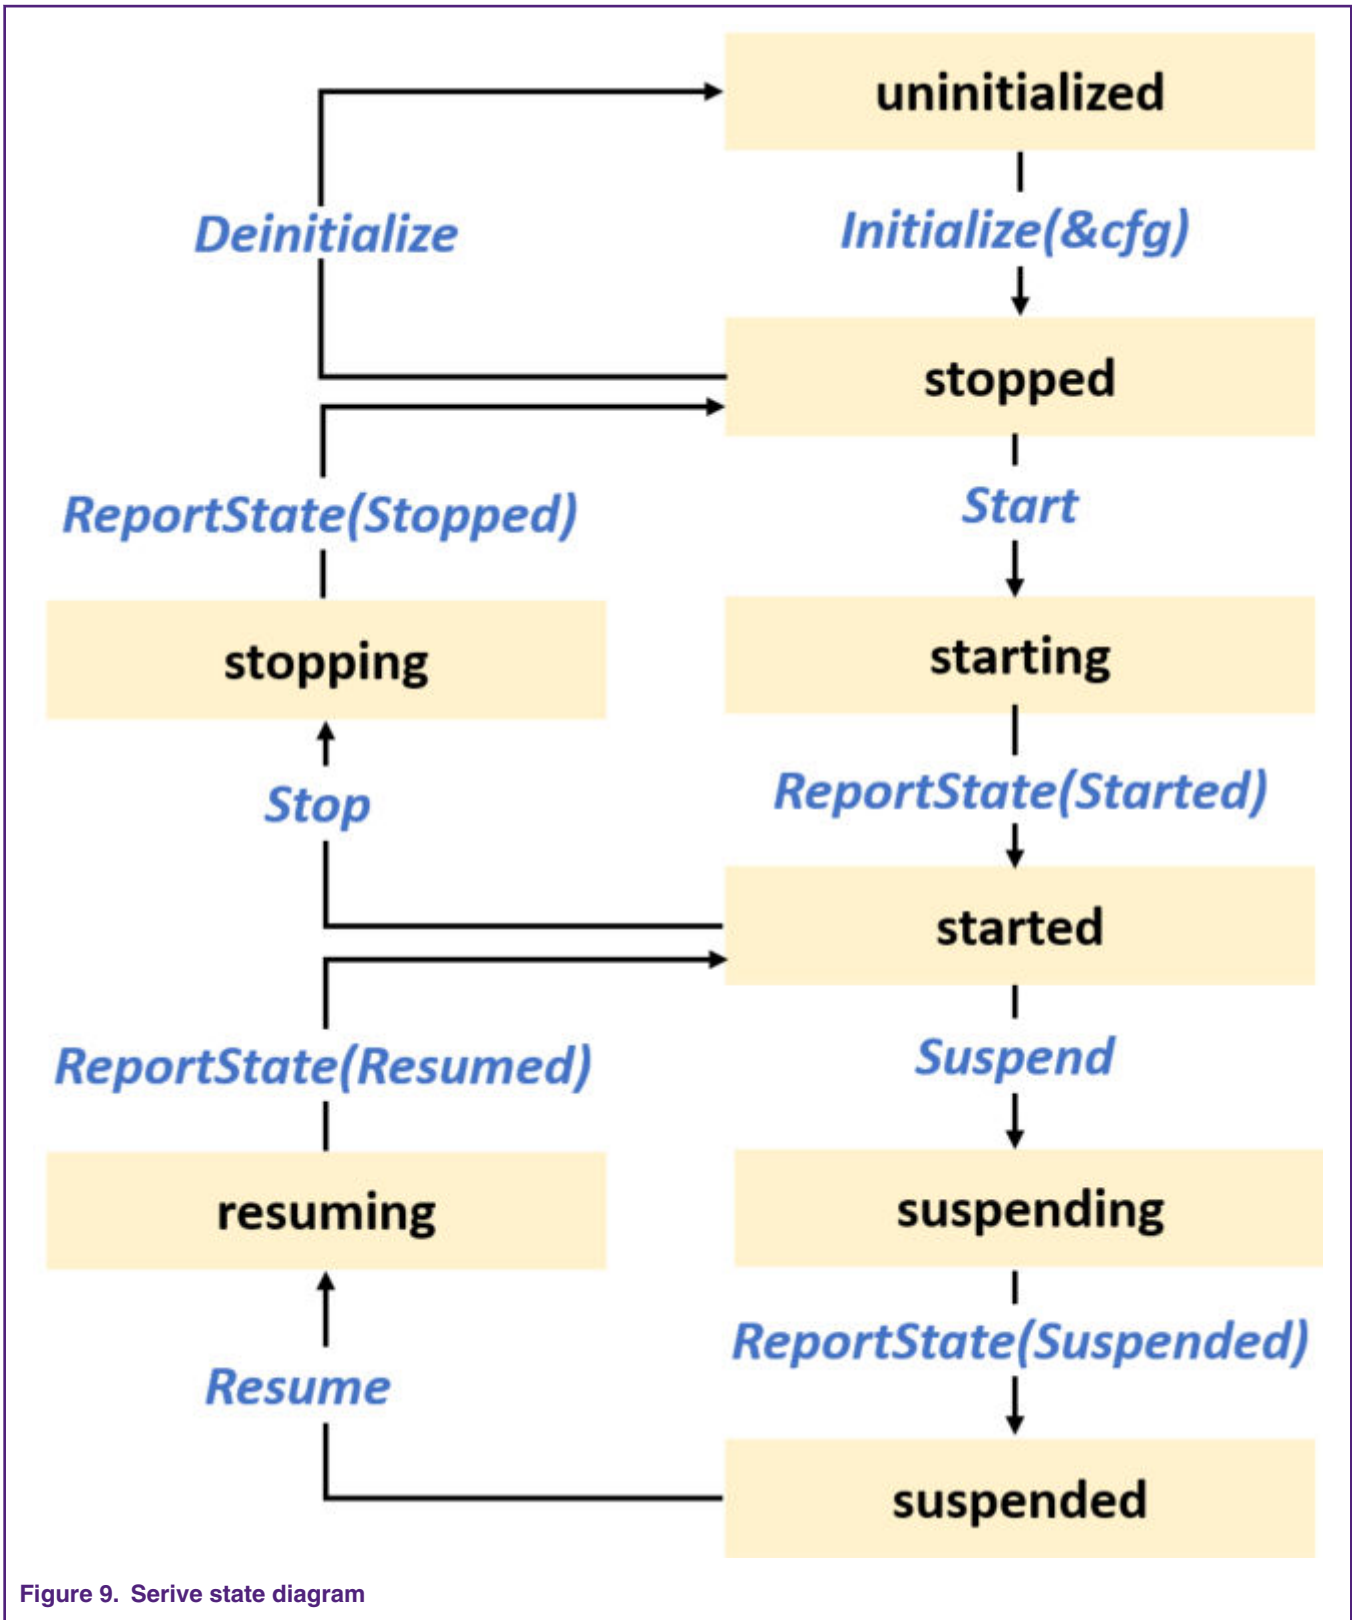 uninitialized
Deinitialize
Initialize(&cfg)
stopped
ReportState(Stopped)
Start
stopping
starting
Stop
ReportState(Started)
started
ReportState(Resumed)
Suspend
resuming
suspending
Resume
ReportState(Suspended)
suspended
Figure 9. Serive state diagram